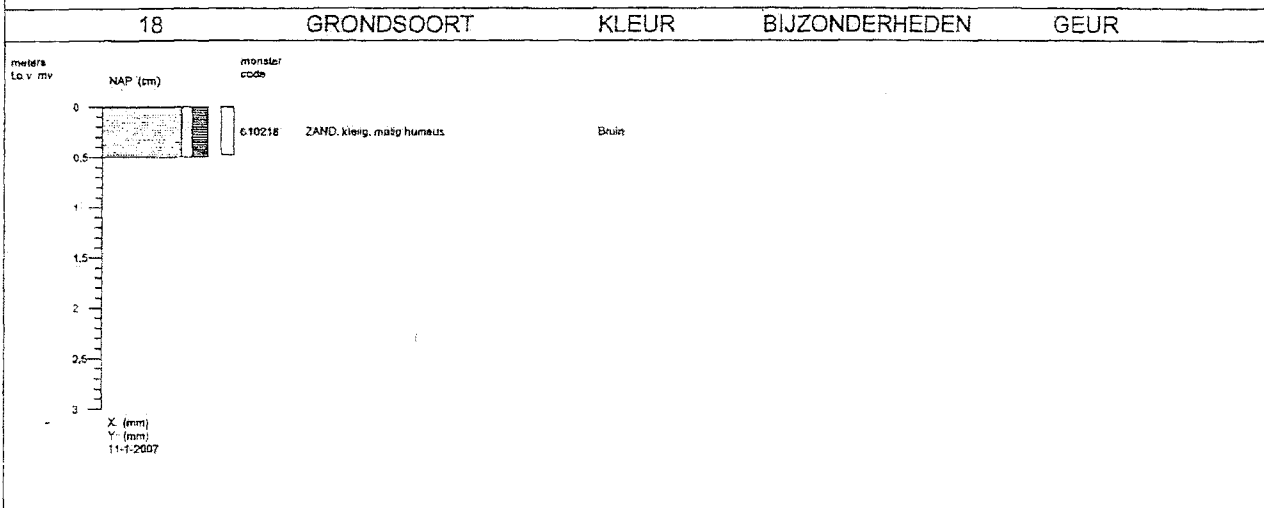 18 GRONDSOORT KLEUR BIJZONDERHEDEN GEUR
meters monster
t.o.v. mv NAP (cm) code
0
610218 ZAND, kleiig, matig humeus Bruin
0,5
1
1,5
2
2,5
3
X: (mm)
Y: (mm)
11-1-2007